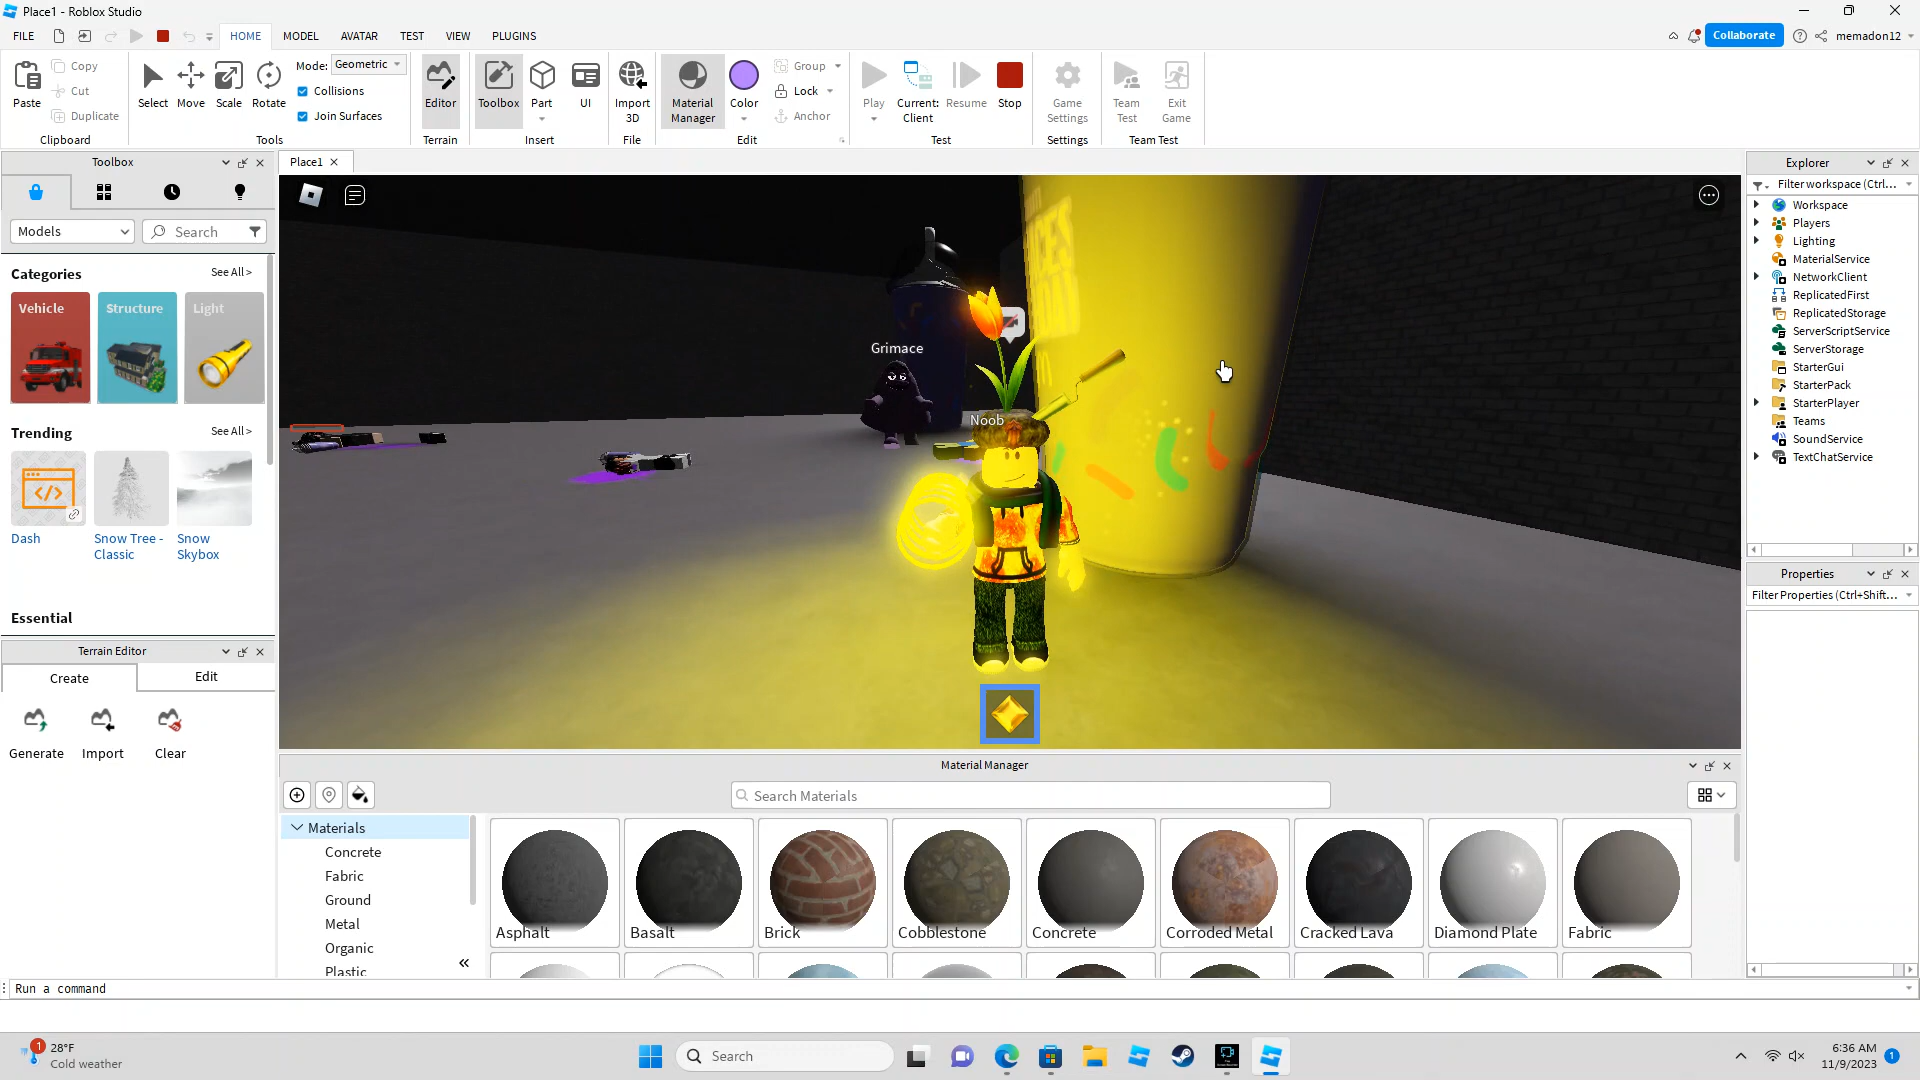 Place1 - Roblox Studio
FILE
HOME
MODEL
AVATAR
TEST
VIEW
PLUGINS
Collaborate
memadon12
Paste
Copy
Cut
Duplicate
Clipboard
Select
Move
Scale
Rotate
Mode:
Geometric
Collisions
Join Surfaces
Tools
Editor
Terrain
Toolbox
Part
UI
Insert
Import
3D
File
Material
Manager
Color
Group
Lock
Anchor
Edit
Play
Current:
Client
Resume
Stop
Test
Game
Settings
Settings
Team
Test
Exit
Game
Team Test
Toolbox
Models
Search
Categories
See All >
Vehicle
Structure
Light
Trending
See All >
Dash
Snow Tree -
Classic
Snow
Skybox
Essential
Terrain Editor
Create
Edit
Generate
Import
Clear
Place1
Grimace
Noob
Explorer
Filter workspace (Ctrl...
Workspace
Players
Lighting
MaterialService
NetworkClient
ReplicatedFirst
ReplicatedStorage
ServerScriptService
ServerStorage
StarterGui
StarterPack
StarterPlayer
Teams
SoundService
TextChatService
Properties
Filter Properties (Ctrl+Shift...
Material Manager
Search Materials
Materials
Concrete
Fabric
Ground
Metal
Organic
Plastic
Asphalt
Basalt
Brick
Cobblestone
Concrete
Corroded Metal
Cracked Lava
Diamond Plate
Fabric
Run a command
1
28°F
Cold weather
Search
6:36 AM
11/9/2023
1